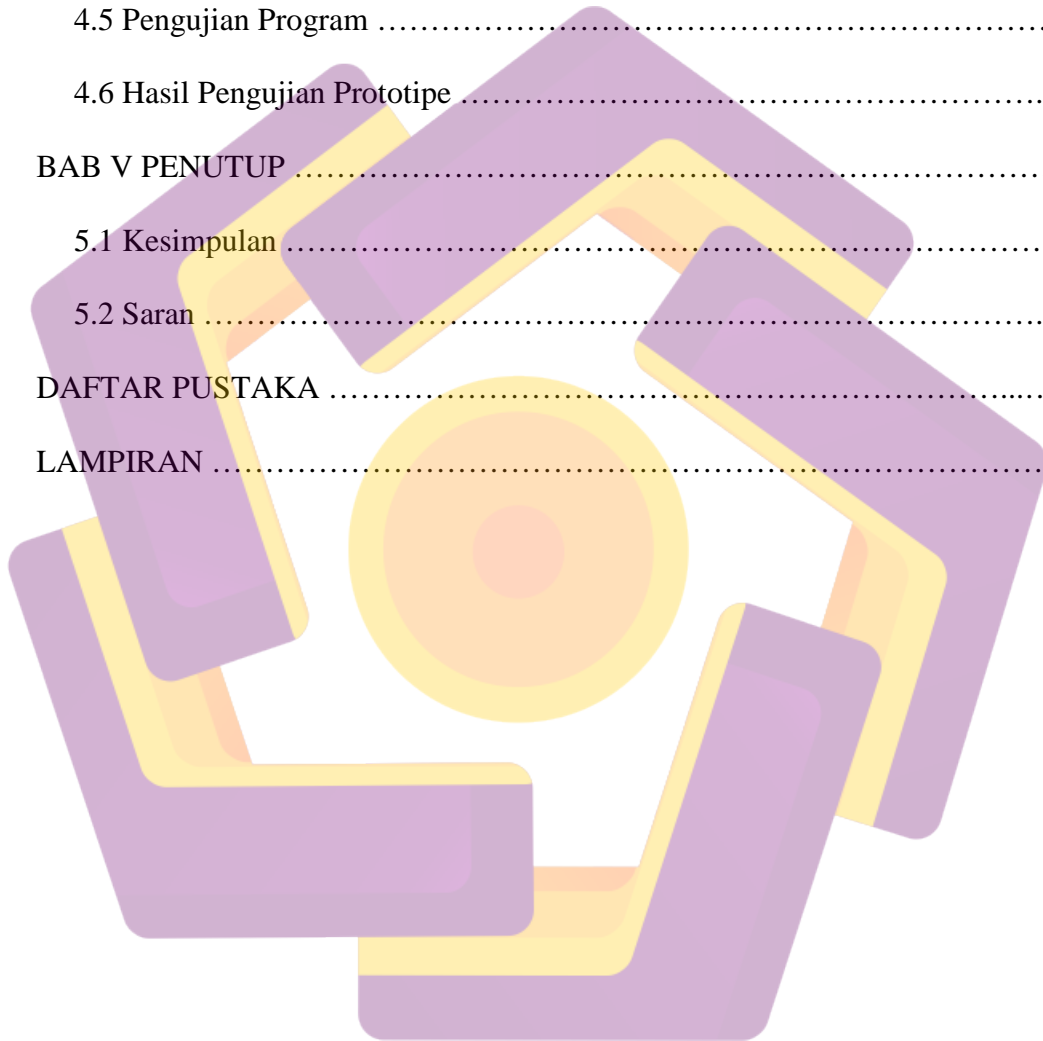 4.5 Pengujian Program ……………………………………………………
4.6 Hasil Pengujian Prototipe ……………………………………………….
BAB V PENUTUP ……………………………………………………………
5.1 Kesimpulan ………………………………………………………………
5.2 Saran ……………………………………………………………………….
DAFTAR PUSTAKA …………………………………………………………...…
LAMPIRAN ……………………………………………………………………